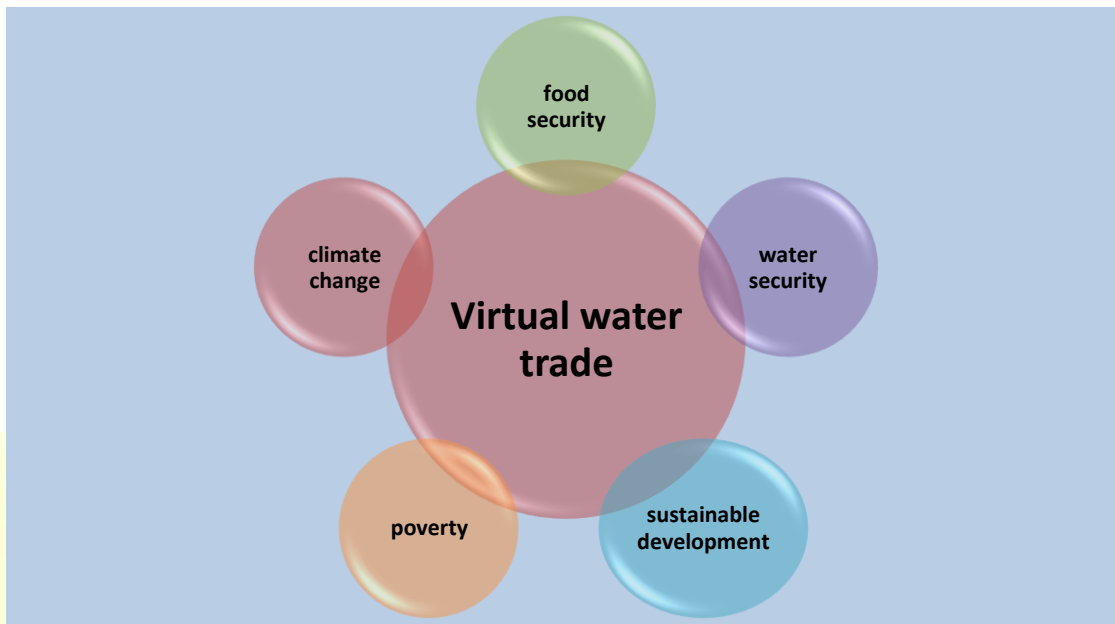 food
security
climate
change
water
security
Virtual water
trade
poverty
sustainable
development